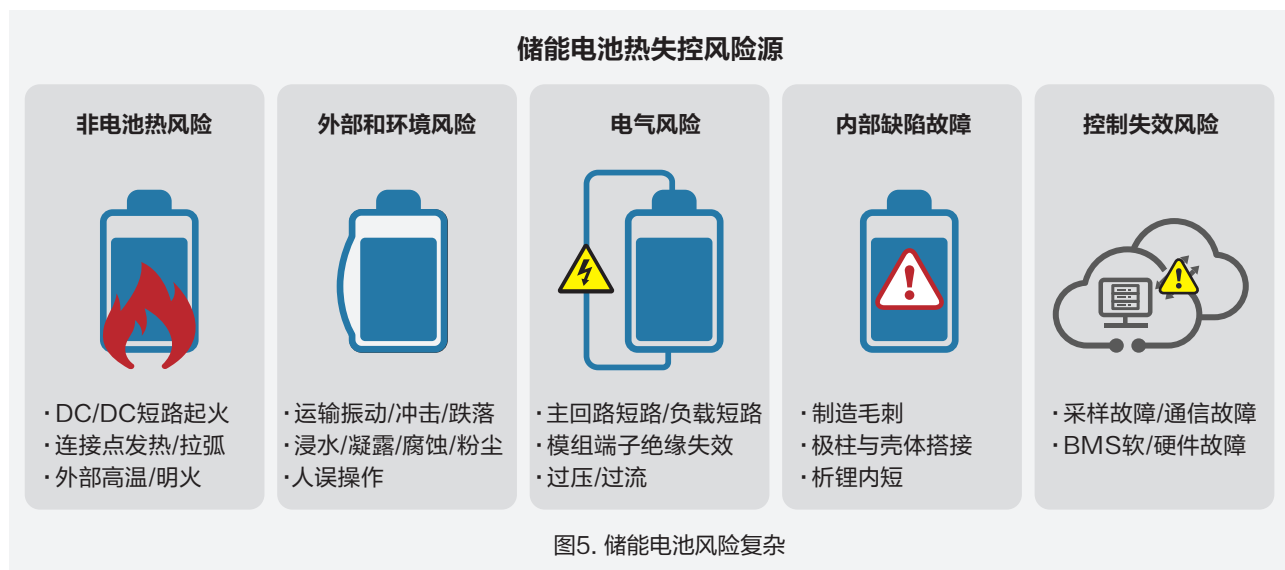 储能电池热失控风险源
非电池热风险
·DC/DC短路起火
·连接点发热/拉弧
·外部高温/明火
外部和环境风险
·运输振动/冲击/跌落
·浸水/凝露/腐蚀/粉尘
·人误操作
电气风险
·主回路短路/负载短路
·模组端子绝缘失效
·过压/过流
内部缺陷故障
·制造毛刺
·极柱与壳体搭接
·析锂内短
控制失效风险
·采样故障/通信故障
·BMS软/硬件故障
图5. 储能电池风险复杂